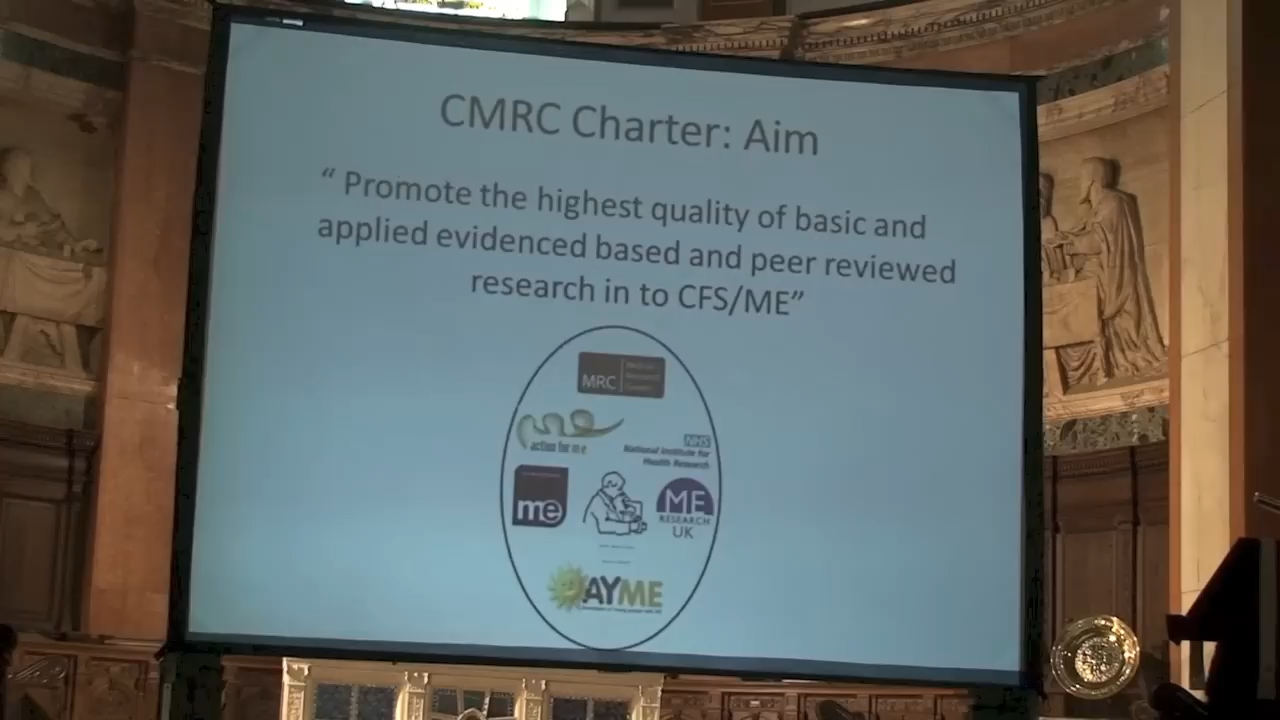 CMRC Charter: Aim
“ Promote the highest quality of basic and
applied evidenced based and peer reviewed
research in to CFS/ME”
MRC
action for m e
NHS
National Institute for
Health Research
me
ME
RESEARCH
UK
AYME